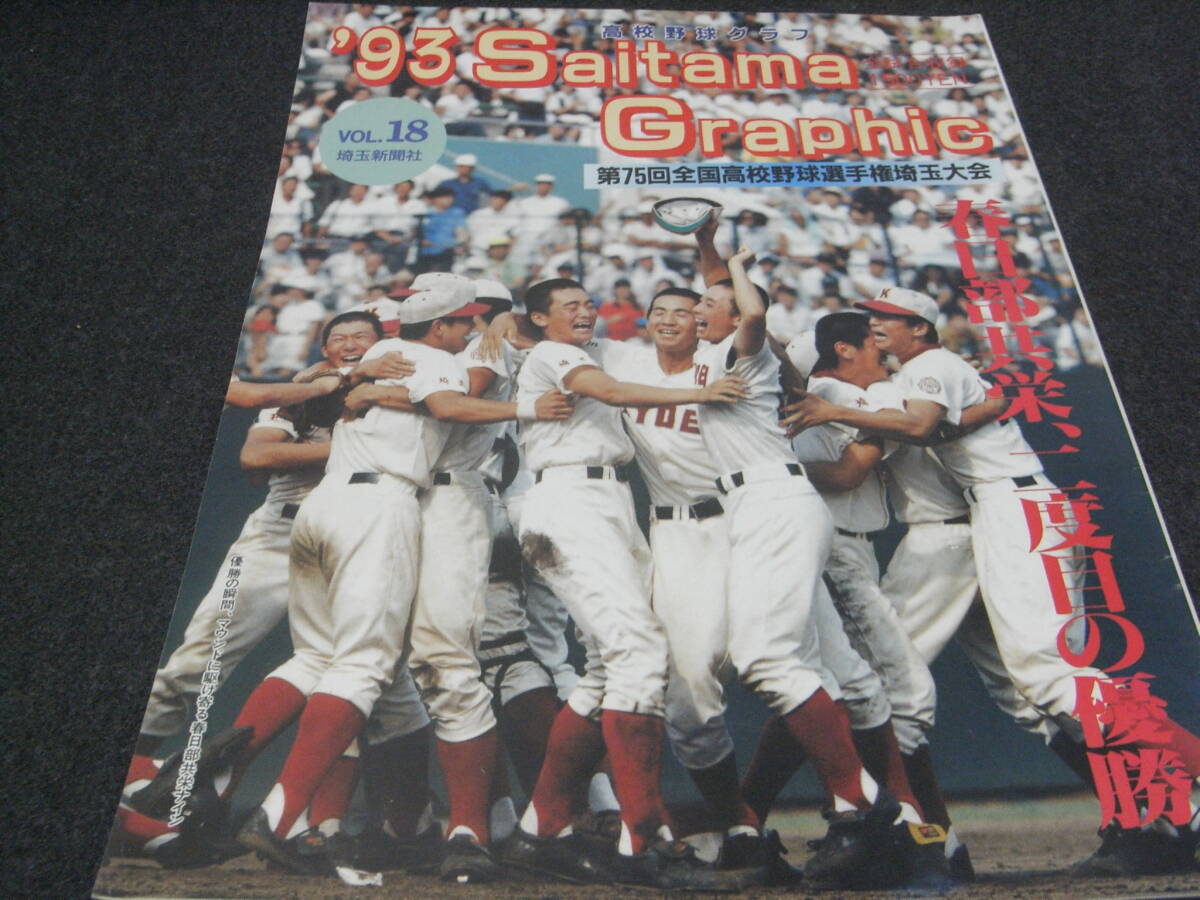 高校野球グラフ
'93 Saitama
Graphic
VOL.18
埼玉新聞社
第75回全国高校野球選手権埼玉大会
春日部共栄、二度目の優勝
優勝の瞬間、マウンドに駆け寄る春日部共栄ナイン
K
K